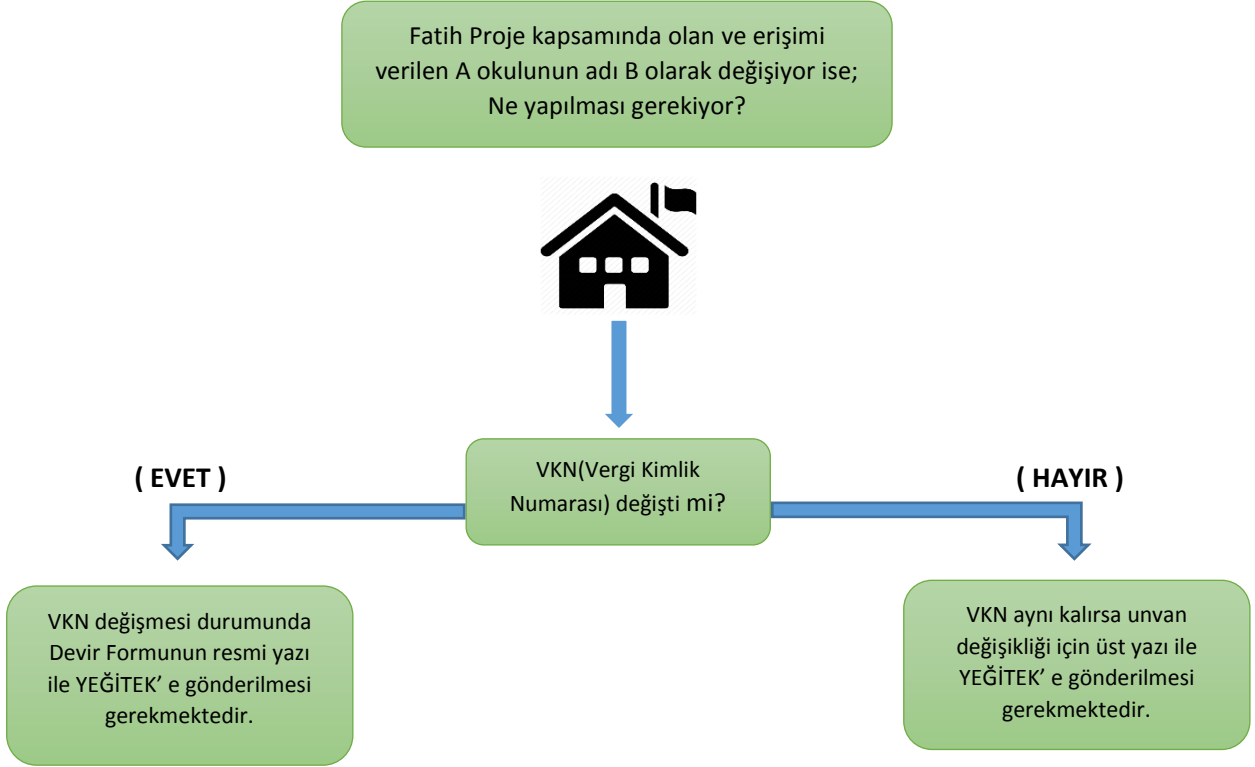 Fatih Proje kapsamında olan ve erişimi
verilen A okulunun adı B olarak değişiyor ise;
Ne yapılması gerekiyor?
( EVET )
VKN(Vergi Kimlik
Numarası) değişti mi?
( HAYIR )
VKN değişmesi durumunda
Devir Formunun resmi yazı
ile YEĞİTEK’ e gönderilmesi
gerekmektedir.
VKN aynı kalırsa unvan
değişikliği için üst yazı ile
YEĞİTEK’ e gönderilmesi
gerekmektedir.